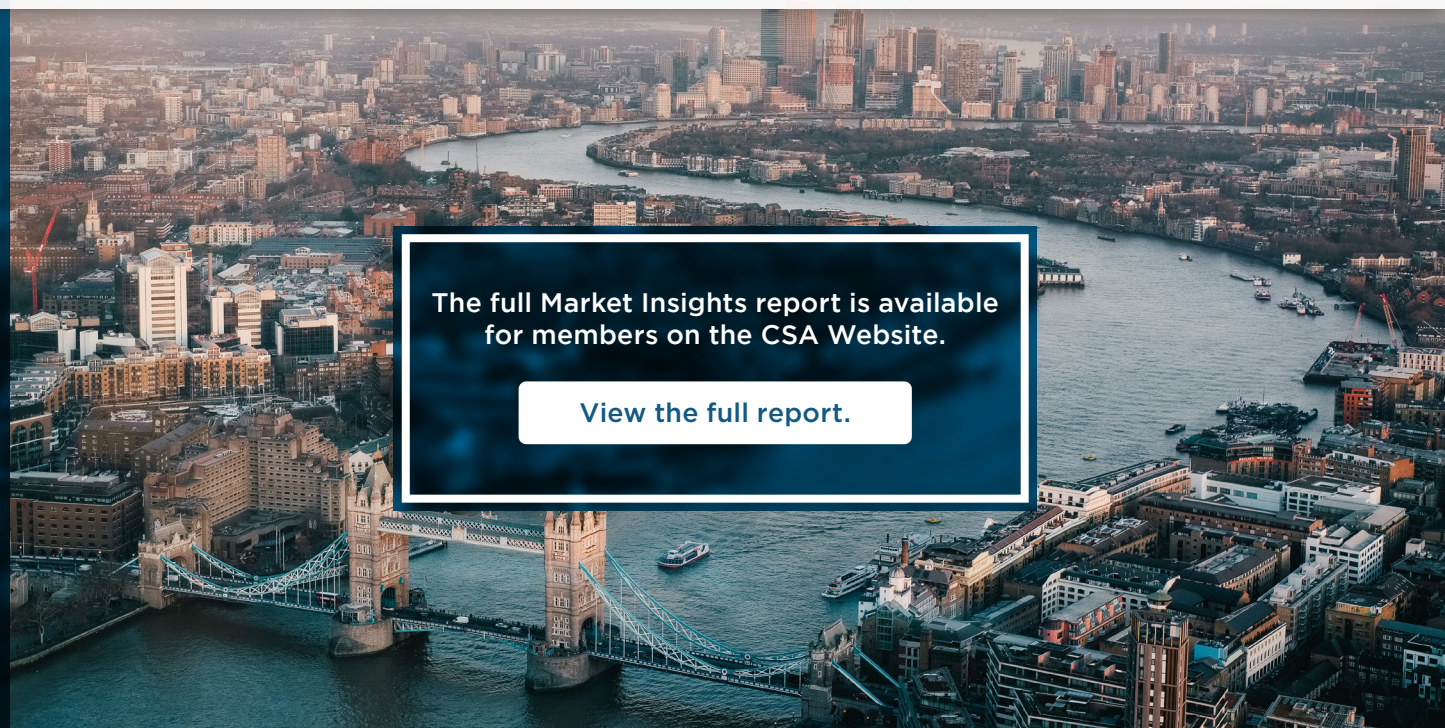 The full Market Insights report is available
for members on the CSA Website.
View the full report.